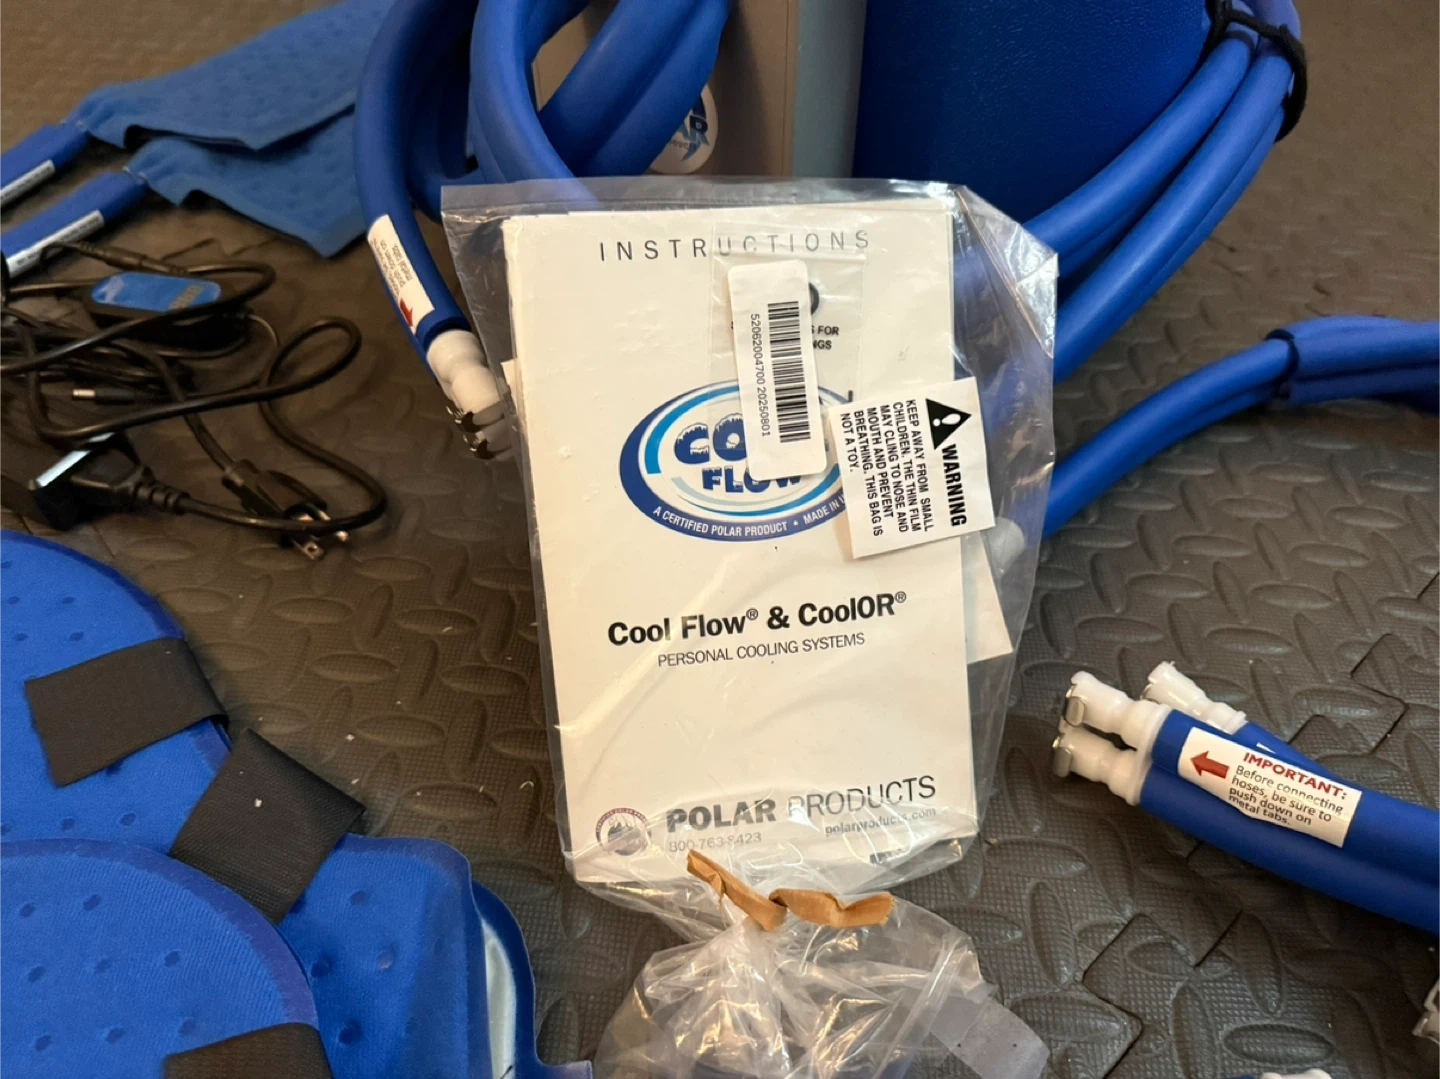 INSTRUCTIONS
FOR
NGS
52062004700 20250801
FLOW
A CERTIFIED POLAR PRODUCT • MADE IN
WARNING
KEEP AWAY FROM SMALL
CHILDREN. THE THIN FILM
MAY CLING TO NOSE AND
MOUTH AND PREVENT
BREATHING. THIS BAG IS
NOT A TOY.
Cool Flow® & CoolOR®
PERSONAL COOLING SYSTEMS
POLAR PRODUCTS
800-763-8423
polarproducts.com
IMPORTANT:
Before connecting
hoses, be sure to
push down on
metal tabs.